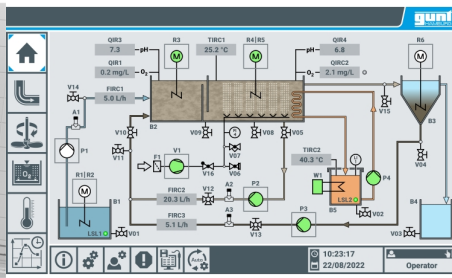 gunt
QIR3
7.3
pH
R3
M
TIRC1
25.2 °C
R4|R5
M
QIR4
pH
6.8
R6
M
QIR1
0.2 mg/L
O₂
QIRC2
O₂
2.1 mg/L
V14
FIRC1
5.0 L/h
A1
B2
V15
B3
P1
V10
V09
V08
V05
V11
F1
V1
V07
V16
V06
TIRC2
40.3 °C
V04
R1|R2
M
W1
P4
FIRC2
20.3 L/h
V12
A2
P2
B1
LSL2
B5
V02
B4
FIRC3
5.1 L/h
A3
P3
LSL1
V01
V13
V03
O₂
Auto
10:23:17
22/08/2022
Operator